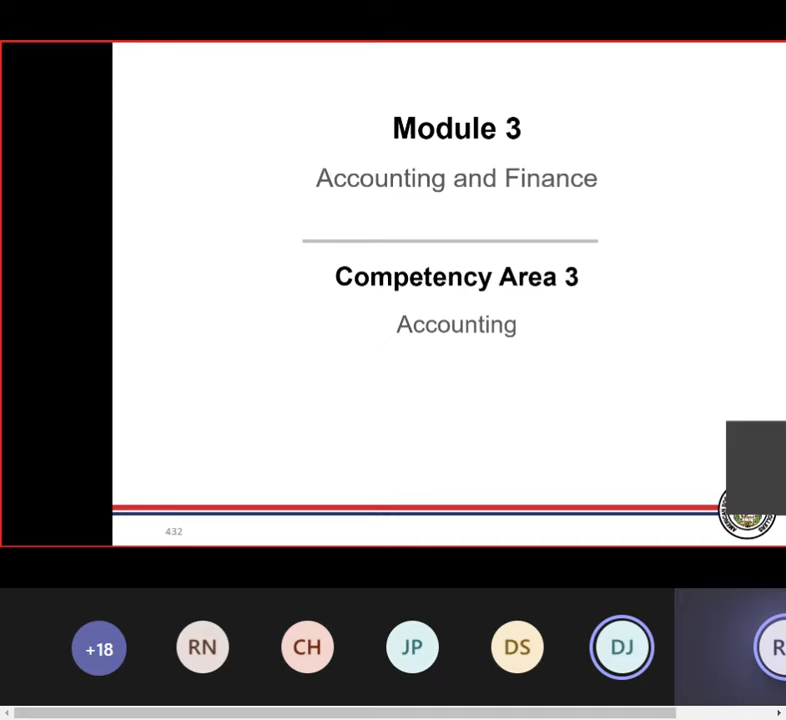 Module 3
Accounting and Finance
Competency Area 3
Accounting
432
+18
RN
CH
JP
DS
DJ
R